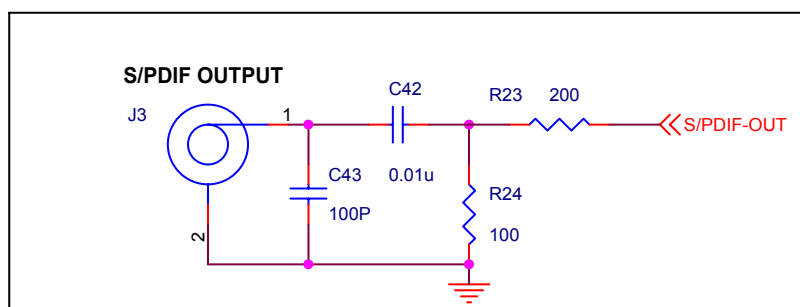 S/PDIF OUTPUT
J3
1
C42
R23
200
S/PDIF-OUT
C43
0.01u
100P
R24
100
2